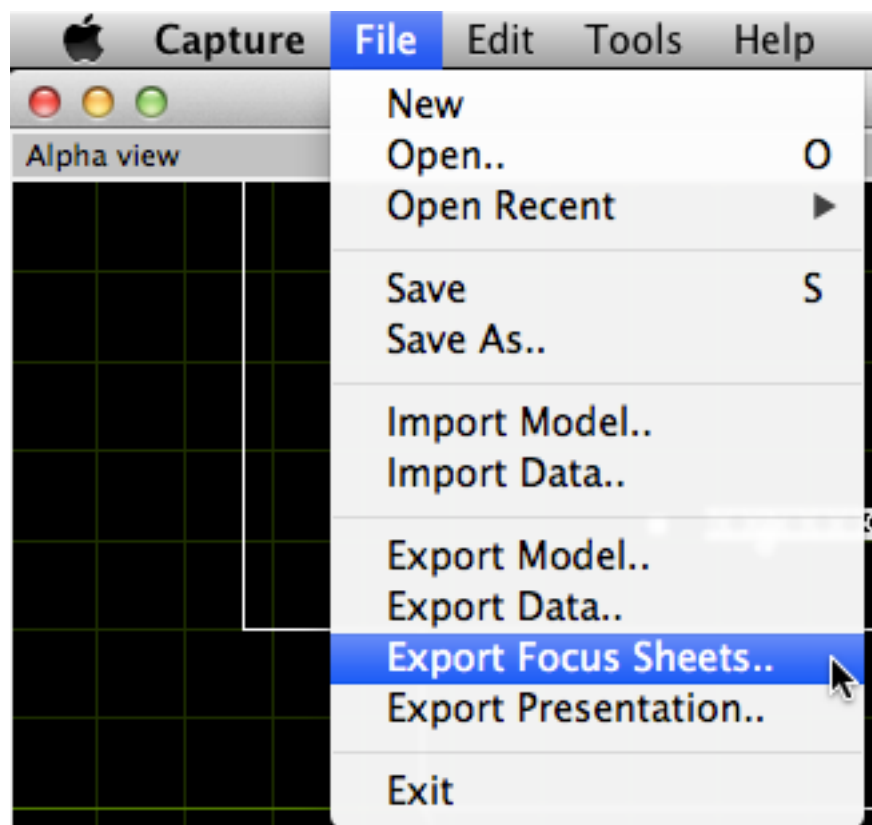 Capture File Edit Tools Help
Alpha view
New
Open.. O
Open Recent
Save S
Save As..
Import Model..
Import Data..
Export Model..
Export Data..
Export Focus Sheets..
Export Presentation..
Exit